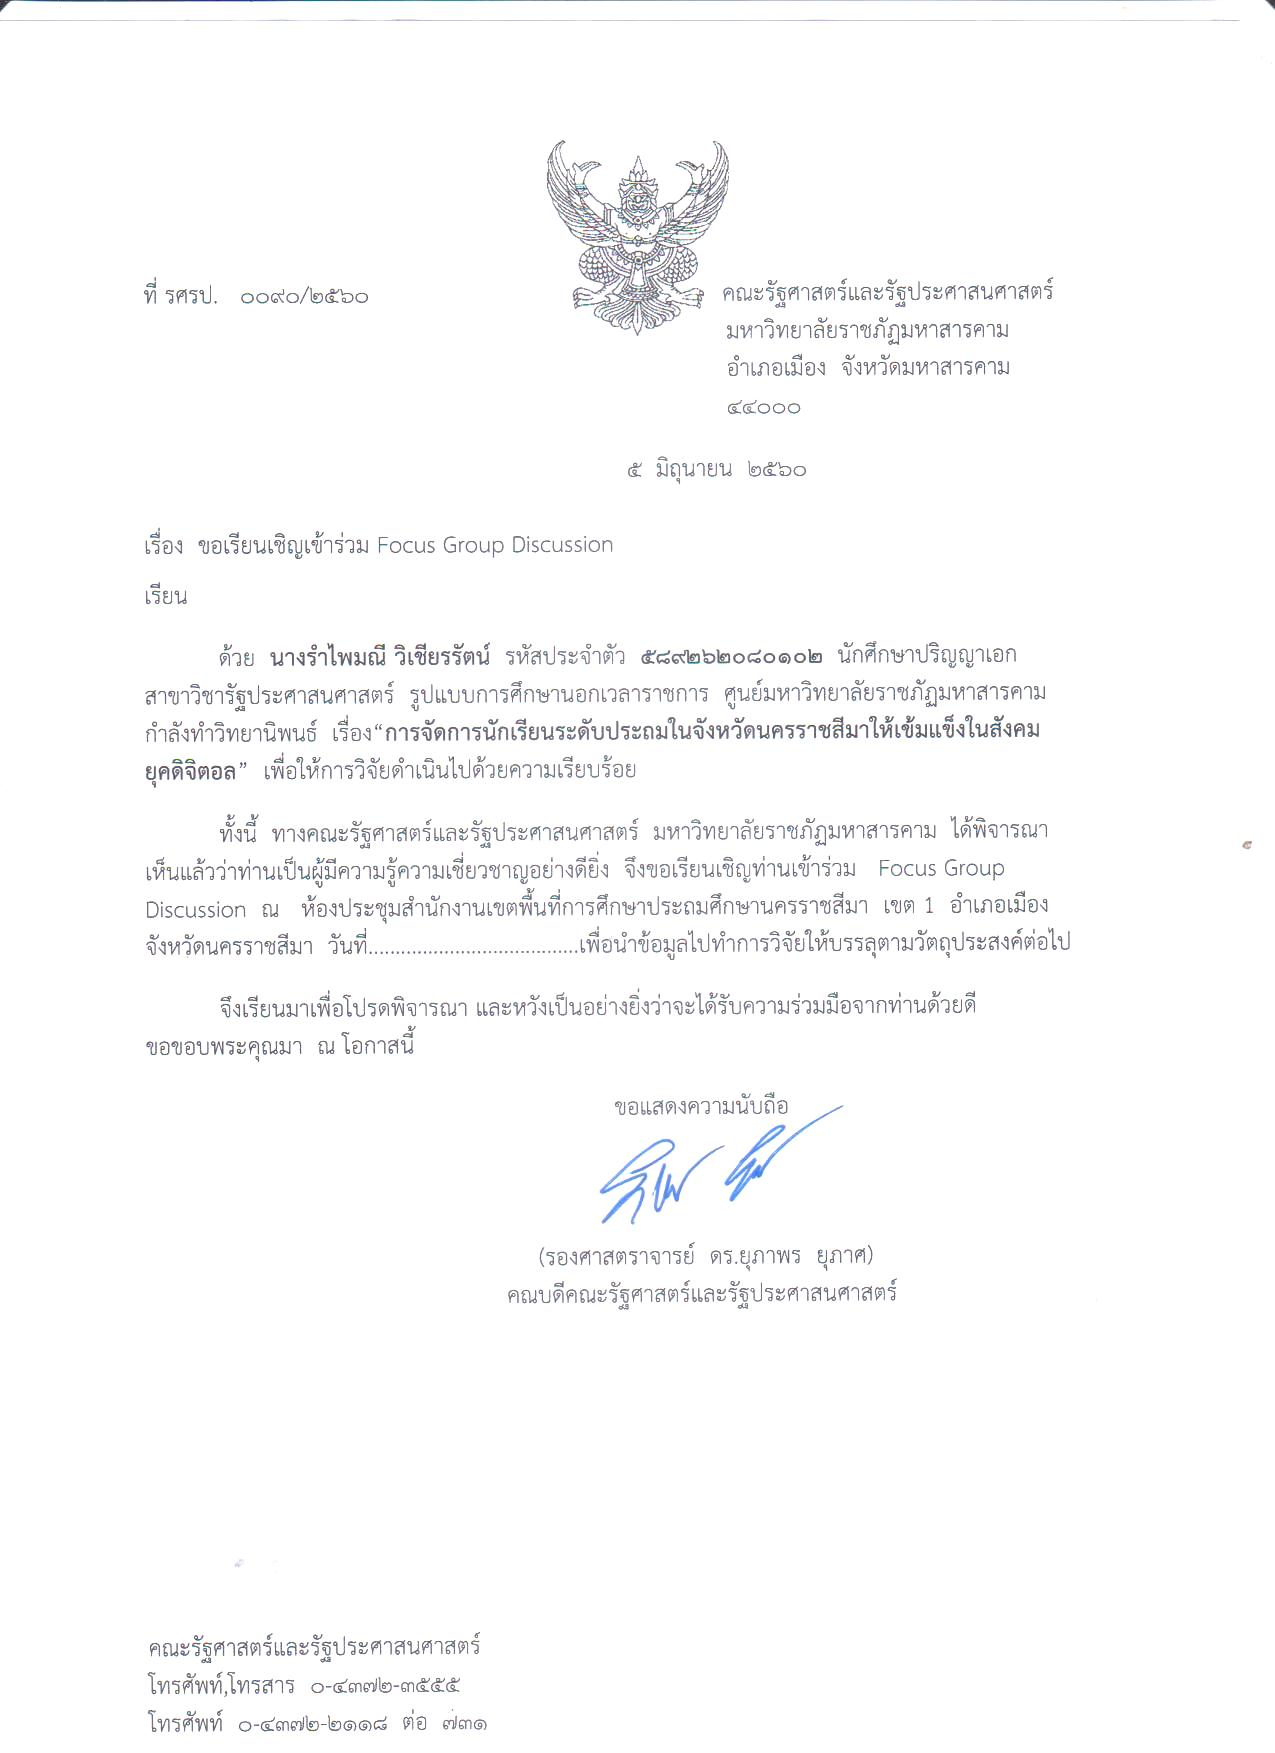 ที่ รศรป. ๐๐๙๐/๒๕๖๐
คณะรัฐศาสตร์และรัฐประศาสนศาสตร์
มหาวิทยาลัยราชภัฏมหาสารคาม
อำเภอเมือง จังหวัดมหาสารคาม
๔๔๐๐๐
๕ มิถุนายน ๒๕๖๐
เรื่อง ขอเรียนเชิญเข้าร่วม Focus Group Discussion
เรียน
ด้วย นางรำไพมณี วิเชียรรัตน์ รหัสประจำตัว ๕๘๙๒๖๒๐๘๐๑๐๒ นักศึกษาปริญญาเอก
สาขาวิชารัฐประศาสนศาสตร์ รูปแบบการศึกษานอกเวลาราชการ ศูนย์มหาวิทยาลัยราชภัฏมหาสารคาม
กำลังทำวิทยานิพนธ์ เรื่อง“การจัดการนักเรียนระดับประถมในจังหวัดนครราชสีมาให้เข้มแข็งในสังคม
ยุคดิจิตอล” เพื่อให้การวิจัยดำเนินไปด้วยความเรียบร้อย
ทั้งนี้ ทางคณะรัฐศาสตร์และรัฐประศาสนศาสตร์ มหาวิทยาลัยราชภัฏมหาสารคาม ได้พิจารณา
เห็นแล้วว่าท่านเป็นผู้มีความรู้ความเชี่ยวชาญอย่างดียิ่ง จึงขอเรียนเชิญท่านเข้าร่วม Focus Group
Discussion ณ ห้องประชุมสำนักงานเขตพื้นที่การศึกษาประถมศึกษานครราชสีมา เขต 1 อำเภอเมือง
จังหวัดนครราชสีมา วันที่........................................เพื่อนำข้อมูลไปทำการวิจัยให้บรรลุตามวัตถุประสงค์ต่อไป
จึงเรียนมาเพื่อโปรดพิจารณา และหวังเป็นอย่างยิ่งว่าจะได้รับความร่วมมือจากท่านด้วยดี
ขอขอบพระคุณมา ณ โอกาสนี้
ขอแสดงความนับถือ
(รองศาสตราจารย์ ดร.ยุภาพร ยุภาศ)
คณบดีคณะรัฐศาสตร์และรัฐประศาสนศาสตร์
คณะรัฐศาสตร์และรัฐประศาสนศาสตร์
โทรศัพท์,โทรสาร ๐-๔๓๗๒-๓๕๕๕
โทรศัพท์ ๐-๔๓๗๒-๒๑๑๘ ต่อ ๗๓๑